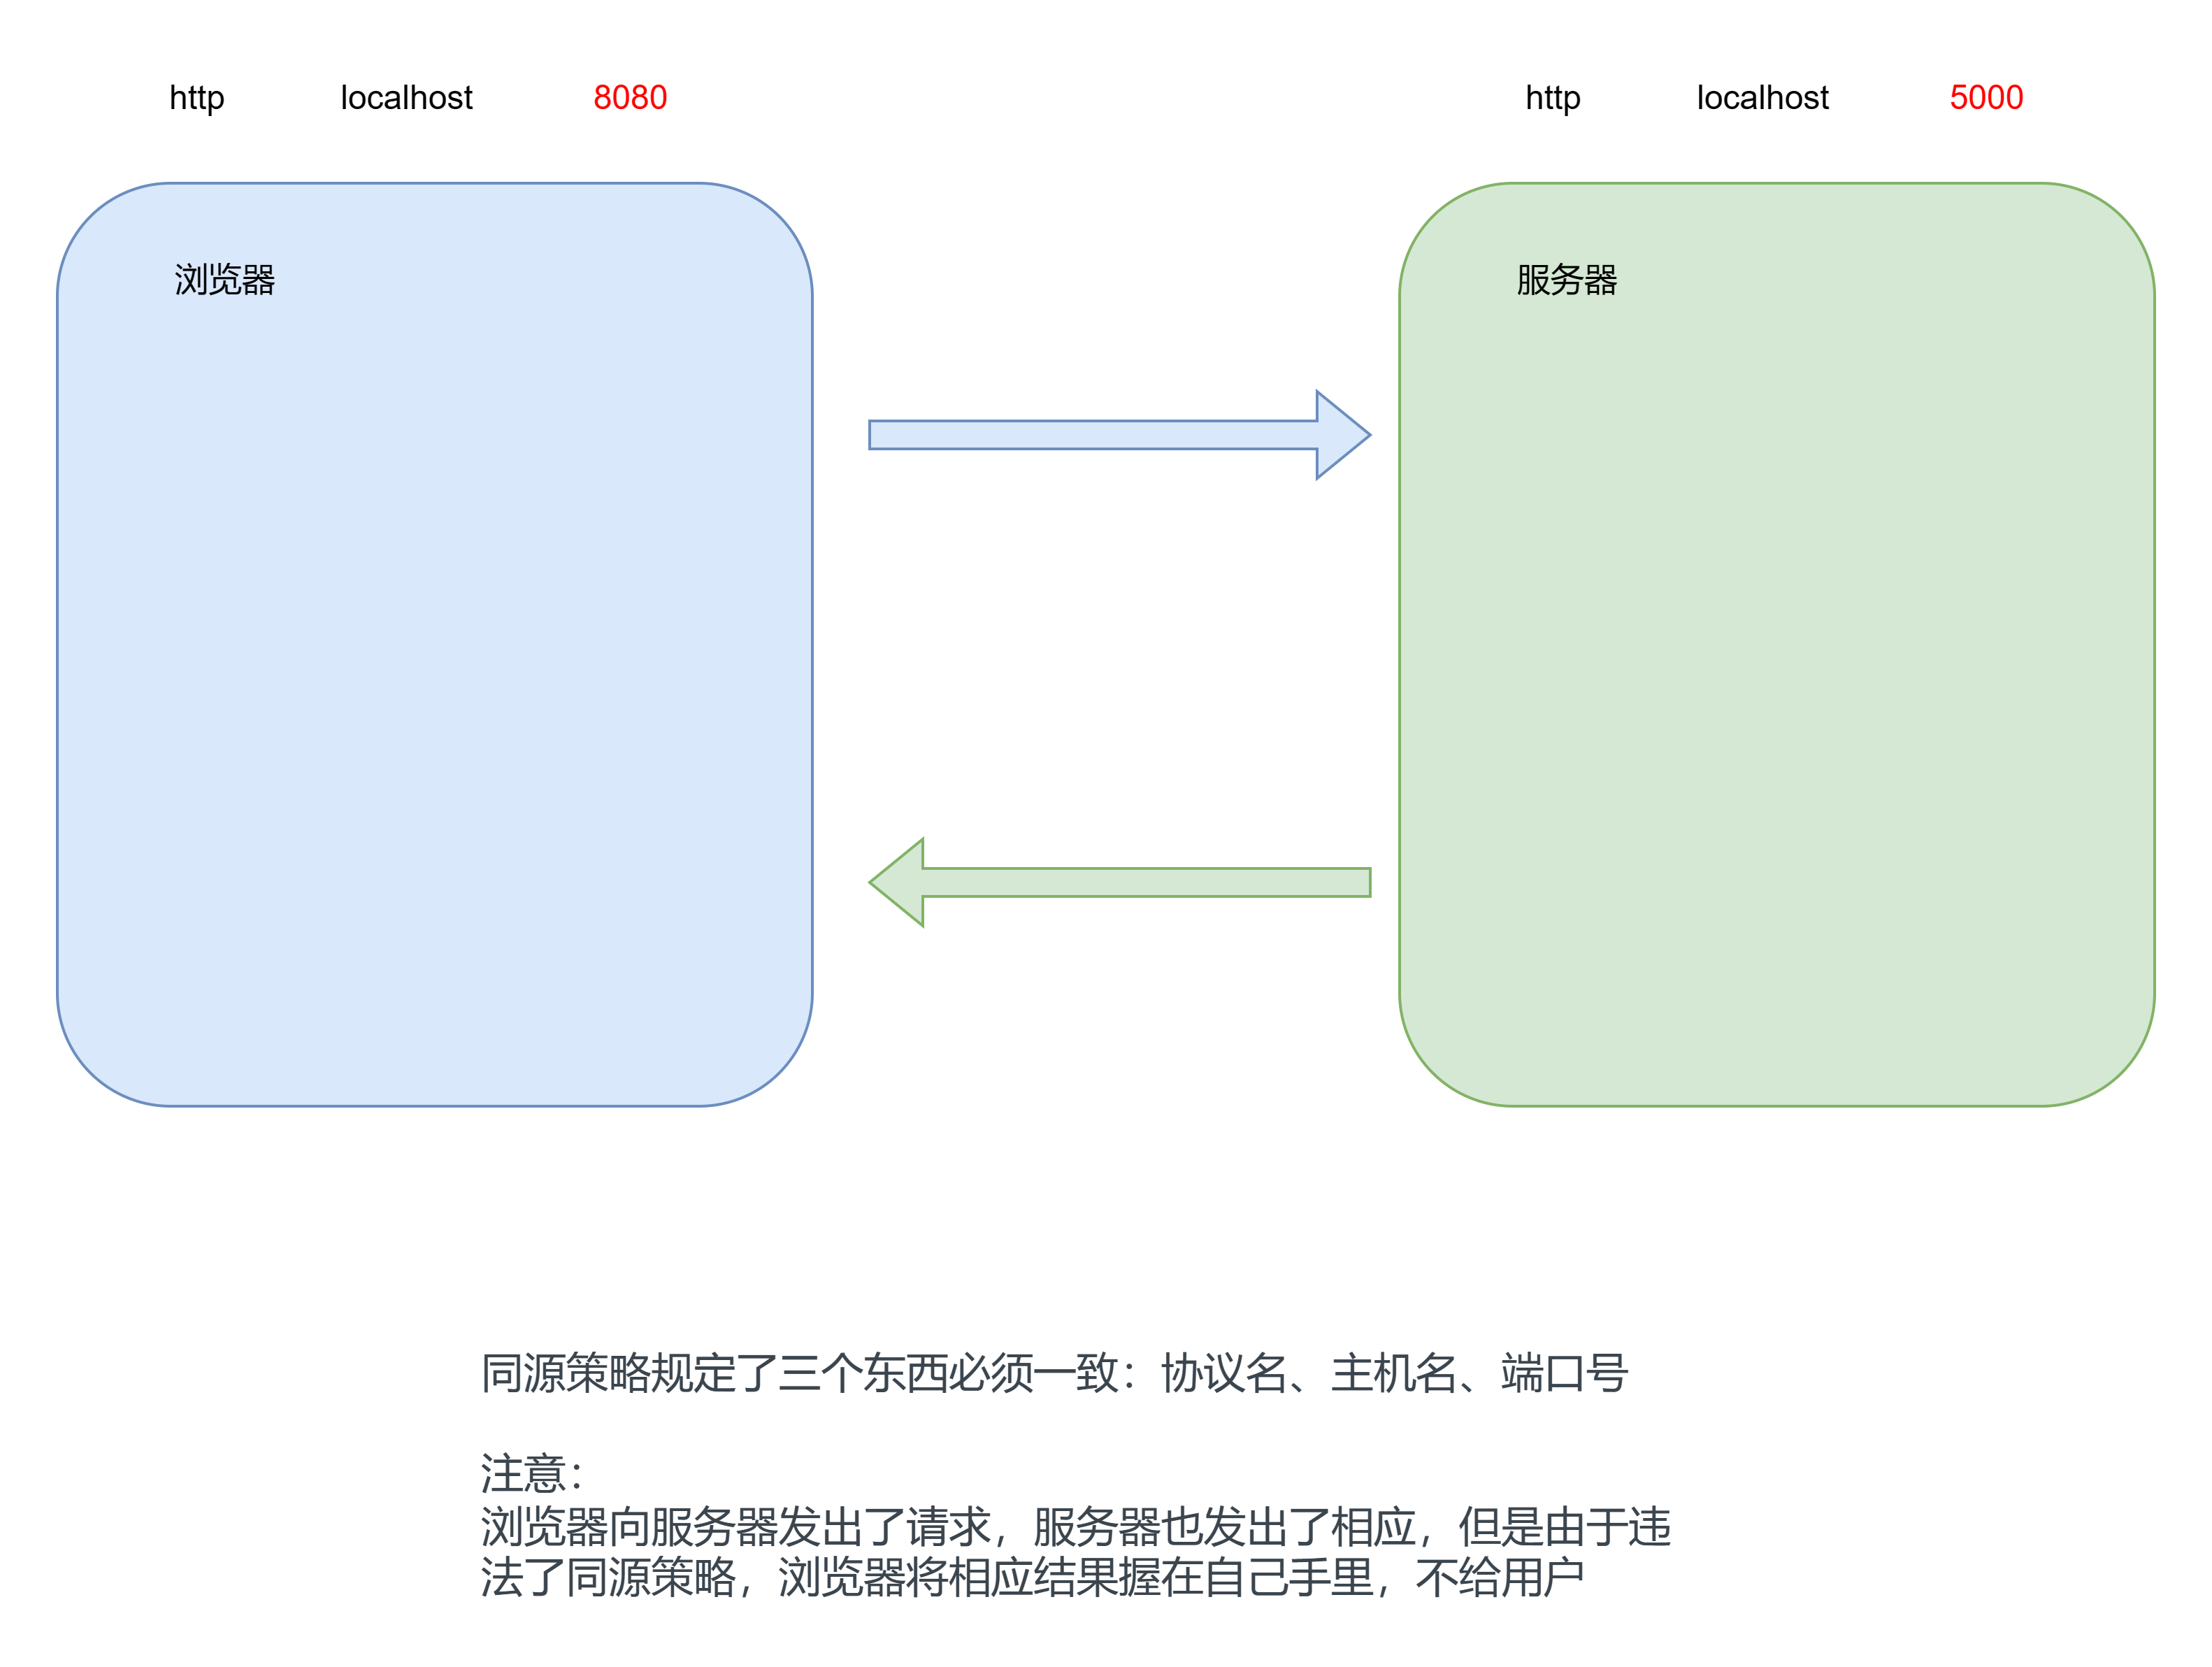 http localhost 8080 http localhost 5000
浏览器 服务器
同源策略规定了三个东西必须一致：协议名、主机名、端口号
注意：
浏览器向服务器发出了请求，服务器也发出了相应，但是由于违
法了同源策略，浏览器将相应结果握在自己手里，不给用户